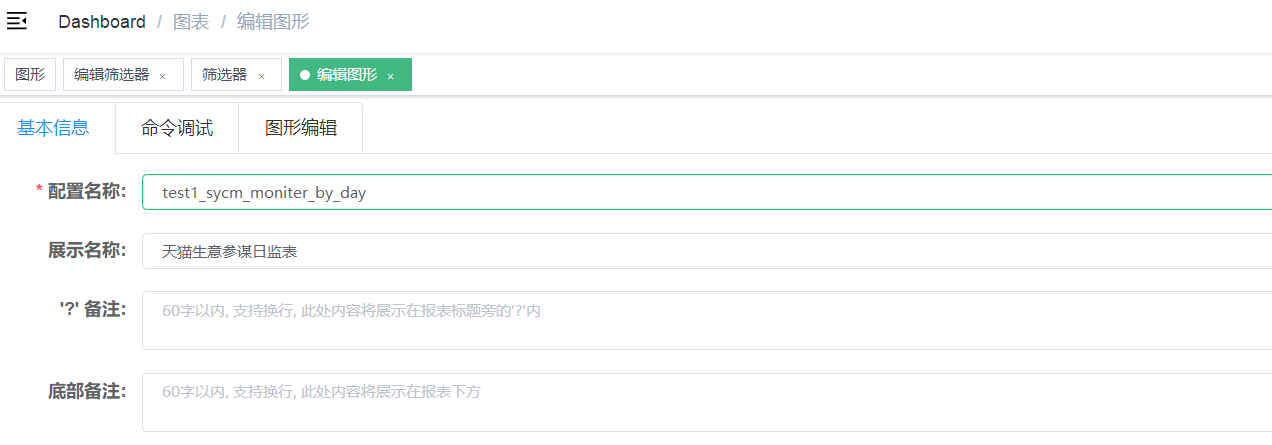 Dashboard / 图表 / 编辑图形
图形 编辑筛选器 × 筛选器 × 编辑图形 ×
基本信息 命令调试 图形编辑
* 配置名称: test1_sycm_moniter_by_day
展示名称: 天猫生意参谋日监表
'?' 备注: 60字以内, 支持换行, 此处内容将展示在报表标题旁的'?'内
底部备注: 60字以内, 支持换行, 此处内容将展示在报表下方